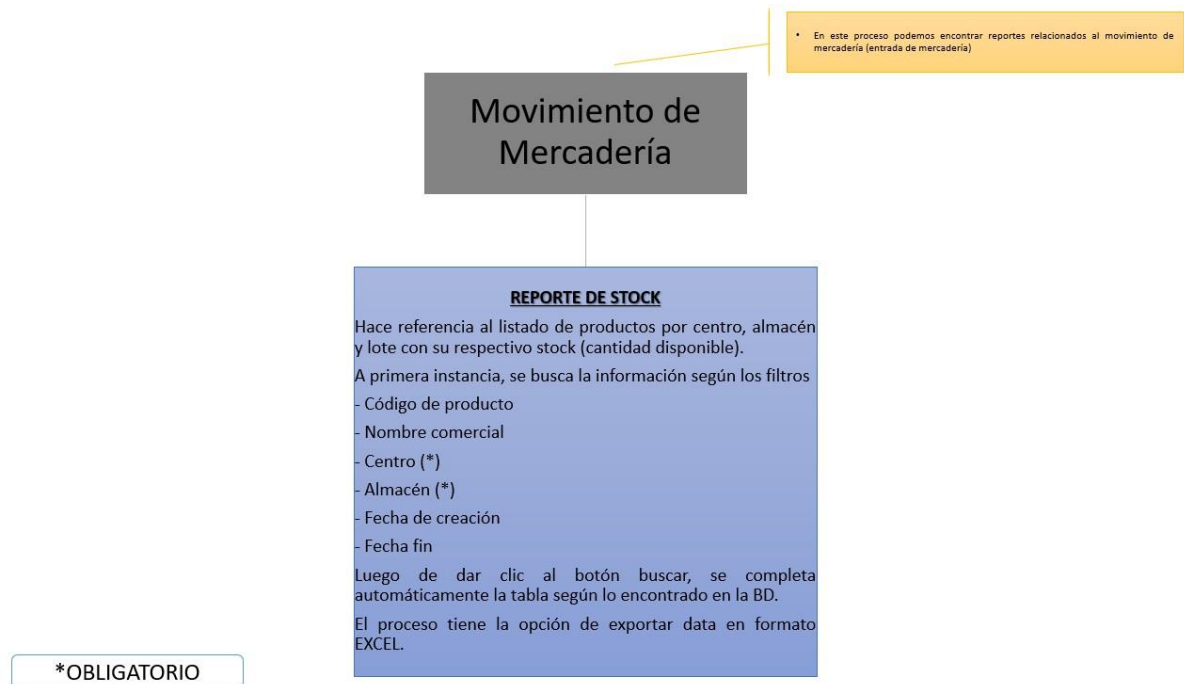 • En este proceso podemos encontrar reportes relacionados al movimiento de
mercadería (entrada de mercadería)
Movimiento de
Mercadería
REPORTE DE STOCK
Hace referencia al listado de productos por centro, almacén
y lote con su respectivo stock (cantidad disponible).
A primera instancia, se busca la información según los filtros
- Código de producto
- Nombre comercial
- Centro (*)
- Almacén (*)
- Fecha de creación
- Fecha fin
Luego de dar clic al botón buscar, se completa
automáticamente la tabla según lo encontrado en la BD.
El proceso tiene la opción de exportar data en formato
EXCEL.
*OBLIGATORIO